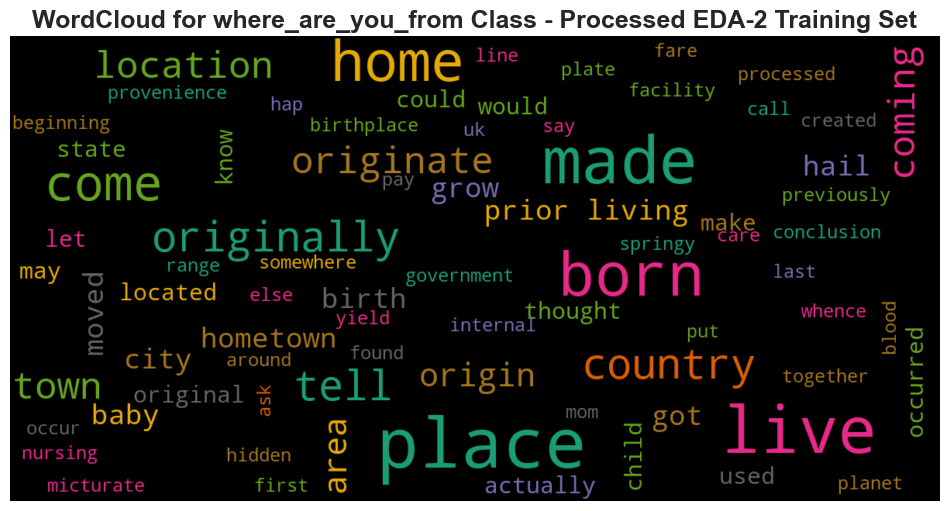 WordCloud for where_are_you_from Class - Processed EDA-2 Training Set
home
line
fare
coming
location
plate
processed
provenience
hap
could
would
facility
call
created
beginning
birthplace
uk
say
state
know
originate
made
hail
come
pay
grow
previously
prior living
make
let
originally
springy
care
conclusion
may
range
somewhere
government
born
last
located
else
birth
moved
yield
internal
thought
whence
blood
hometown
put
city
around
found
country
occurred
town
original
ask
tell
origin
together
baby
place
mom
got
live
occur
area
child
nursing
hidden
used
micturate
first
actually
planet